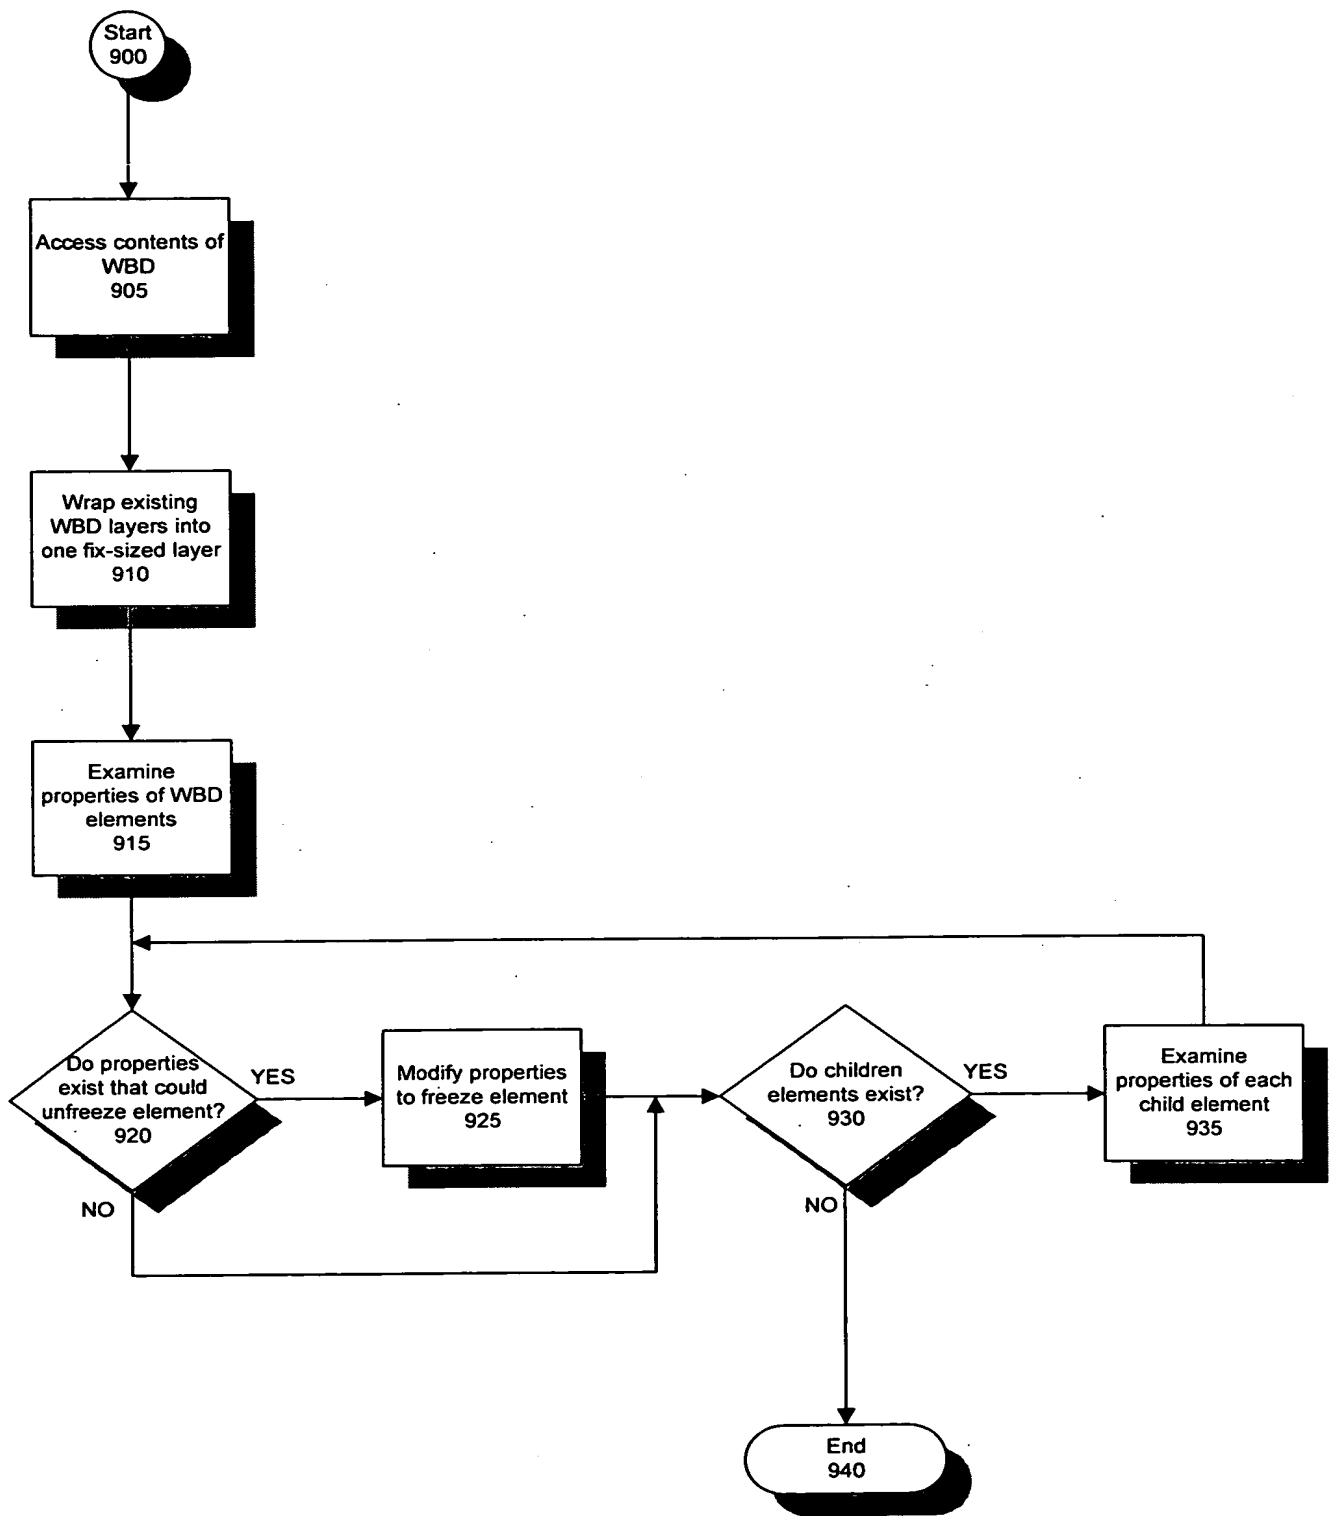 Start
900
Access contents of
WBD
905
Wrap existing
WBD layers into
one fix-sized layer
910
Examine
properties of WBD
elements
915
Do properties
exist that could
unfreeze element?
920
YES
NO
Modify properties
to freeze element
925
Do children
elements exist?
930
YES
NO
Examine
properties of each
child element
935
End
940